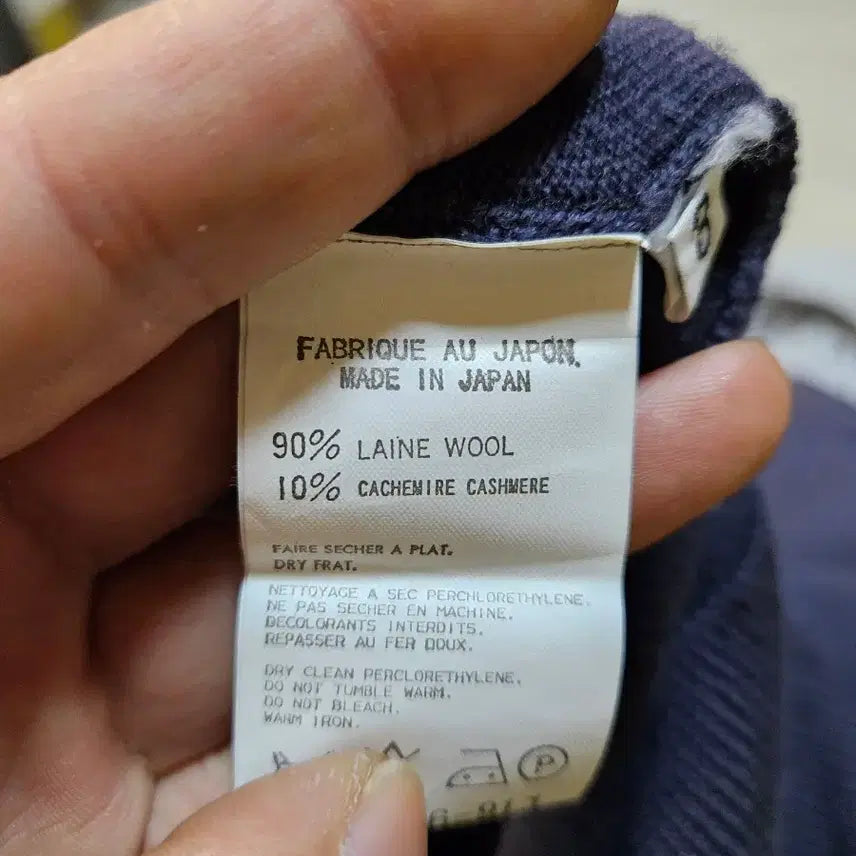 FABRIQUE AU JAPON.
MADE IN JAPAN
90% LAINE WOOL
10% CACHEMIRE CASHMERE
FAIRE SECHER A PLAT.
DRY FRAT.
NETTOYAGE A SEC PERCHLORETHYLENE.
NE PAS SECHER EN MACHINE.
DECOLORANTS INTERDITS.
REPASSER AU FER DOUX.
DRY CLEAN PERCLORETHYLENE.
DO NOT TUMBLE WARM.
DO NOT BLEACH.
WARM IRON.
P